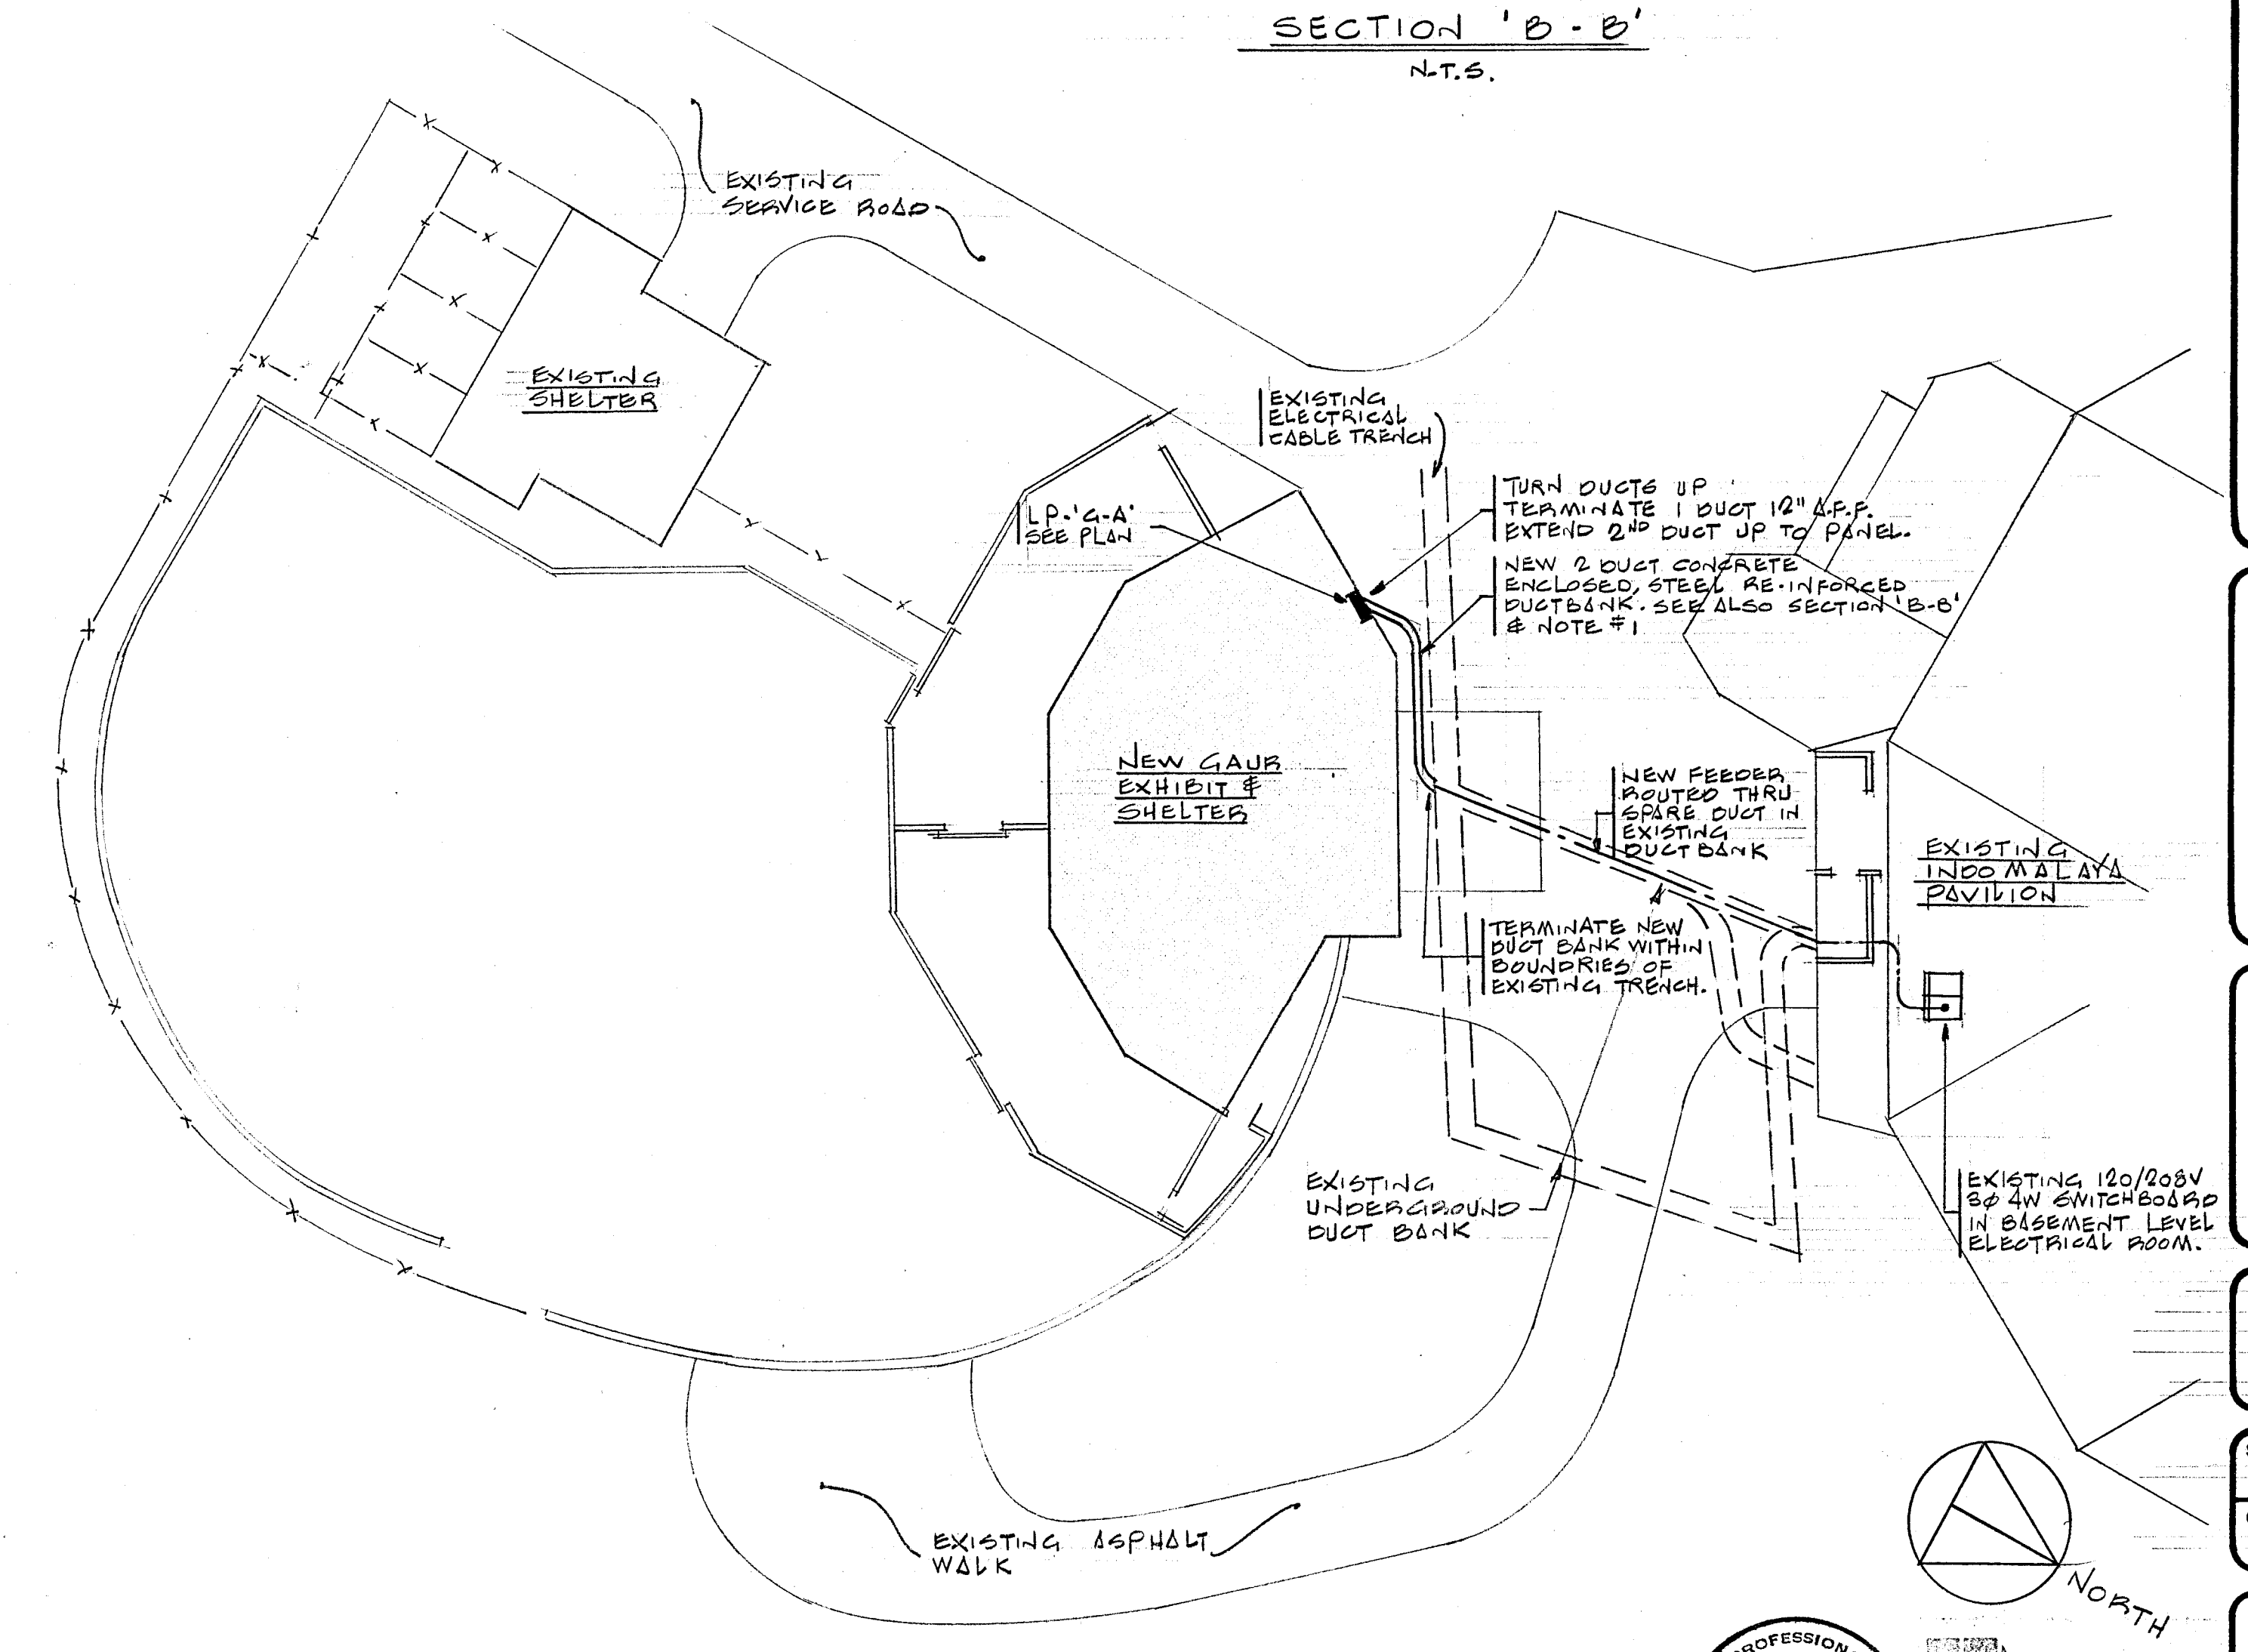 SECTION 'B-B'
N.T.S.
EXISTING
SERVICE ROAD
EXISTING
SHELTER
EXISTING
ELECTRICAL
CABLE TRENCH
LP-'G-A'
SEE PLAN
TURN DUCTS UP
TERMINATE 1 DUCT 12" A.F.F.
EXTEND 2ND DUCT UP TO PANEL.
NEW 2 DUCT CONCRETE
ENCLOSED, STEEL RE-INFORCED
DUCTBANK. SEE ALSO SECTION 'B-B'
& NOTE #1
NEW GAUR
EXHIBIT &
SHELTER
NEW FEEDER
ROUTED THRU
SPARE DUCT IN
EXISTING
DUCT BANK
EXISTING
INDO MALAYA
PAVILION
TERMINATE NEW
DUCT BANK WITHIN
BOUNDRIES OF
EXISTING TRENCH.
EXISTING
UNDERGROUND
DUCT BANK
EXISTING 120/208V
3Ø 4W SWITCHBOARD
IN BASEMENT LEVEL
ELECTRICAL ROOM.
EXISTING ASPHALT
WALK
NORTH